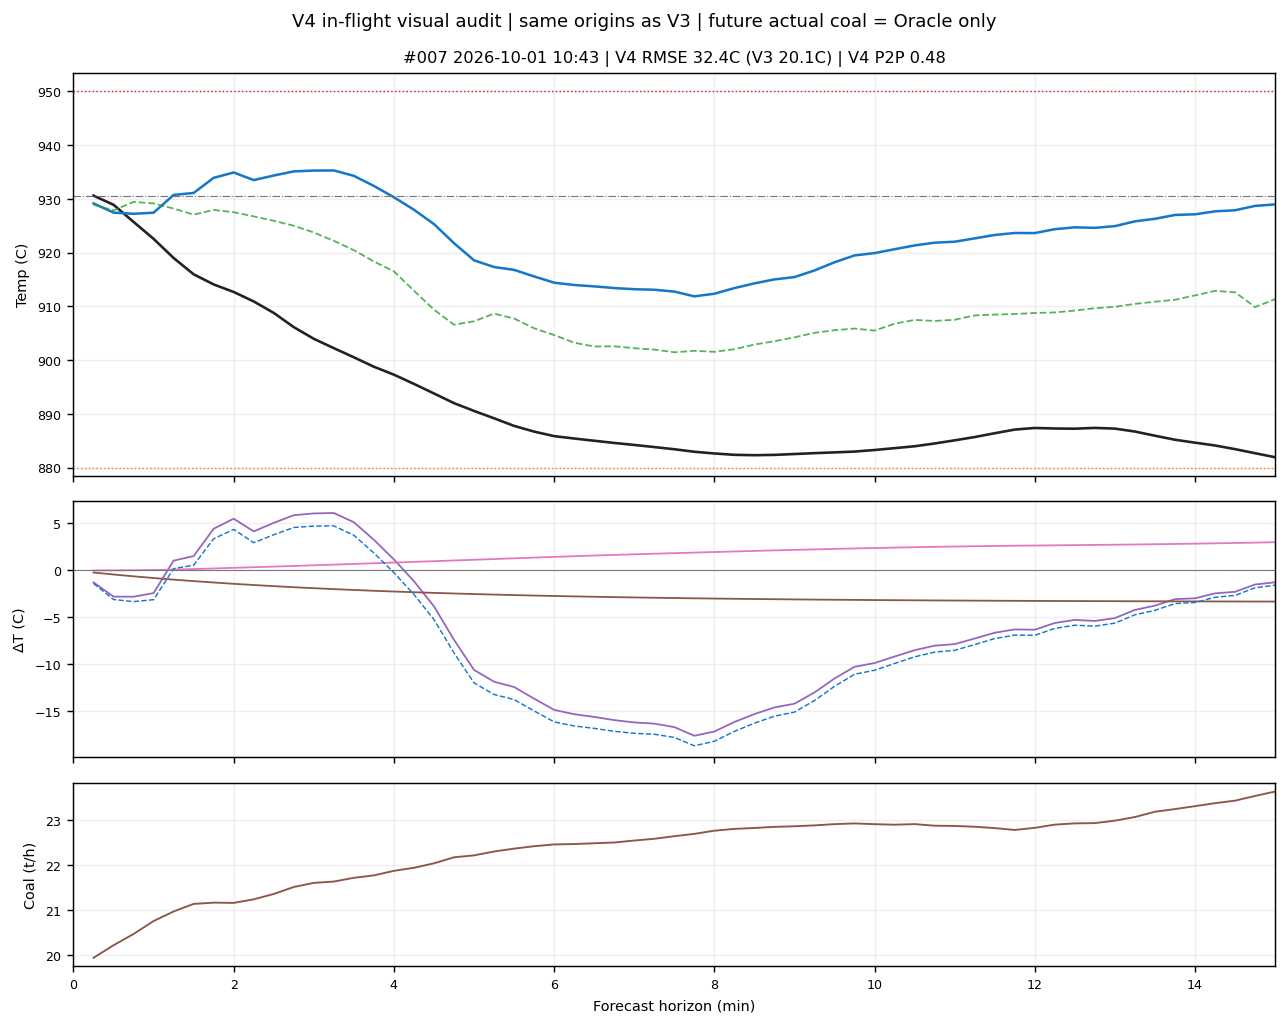 V4 in-flight visual audit | same origins as V3 | future actual coal = Oracle only
#007 2026-10-01 10:43 | V4 RMSE 32.4C (V3 20.1C) | V4 P2P 0.48
950
940
930
920
910
900
890
880
Temp (C)
5
0
−5
−10
−15
ΔT (C)
23
22
21
20
Coal (t/h)
0 2 4 6 8 10 12 14
Forecast horizon (min)